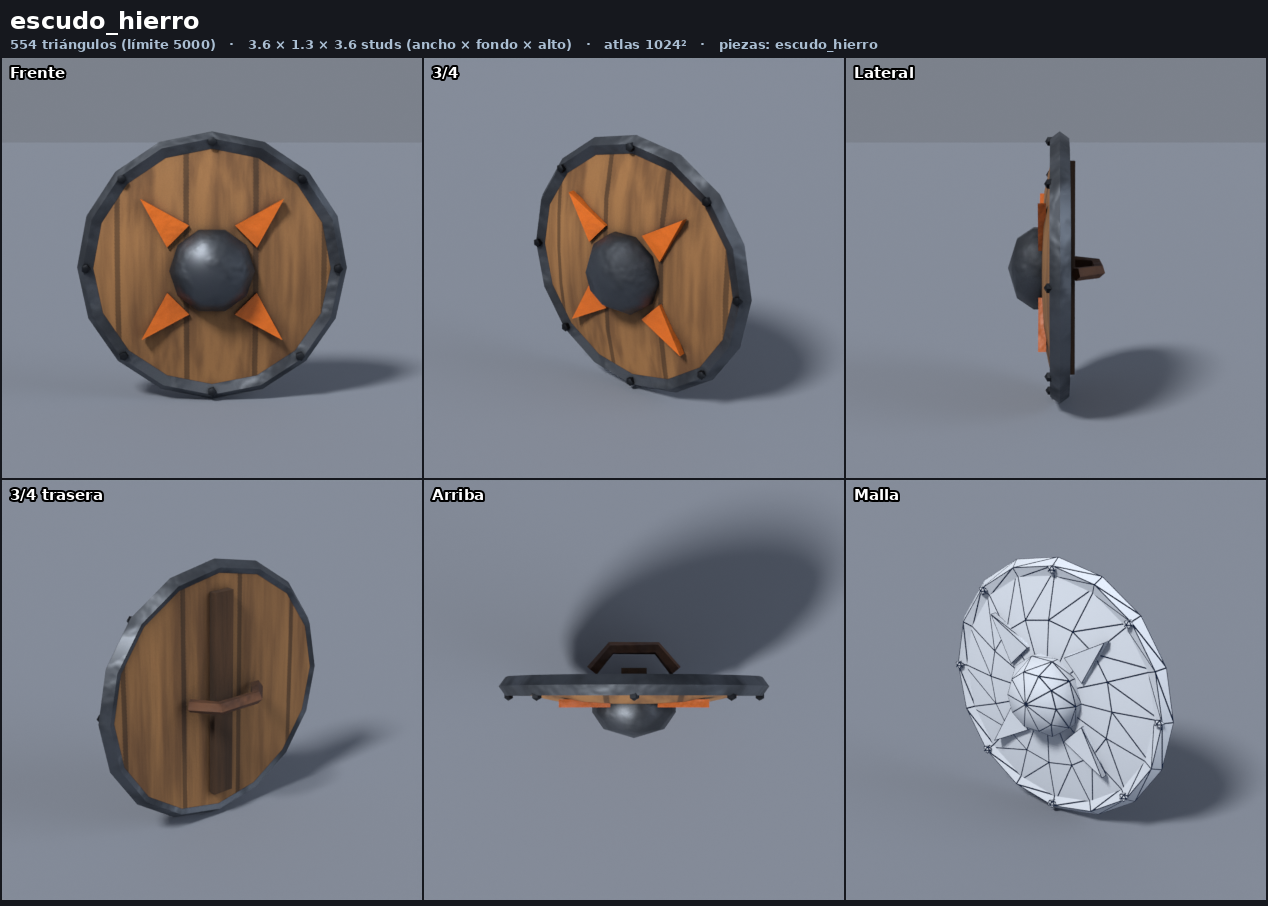 escudo_hierro
554 triángulos (límite 5000)   ·   3.6 × 1.3 × 3.6 studs (ancho × fondo × alto)   ·   atlas 1024²   ·   piezas: escudo_hierro
Frente
3/4
Lateral
3/4 trasera
Arriba
Malla